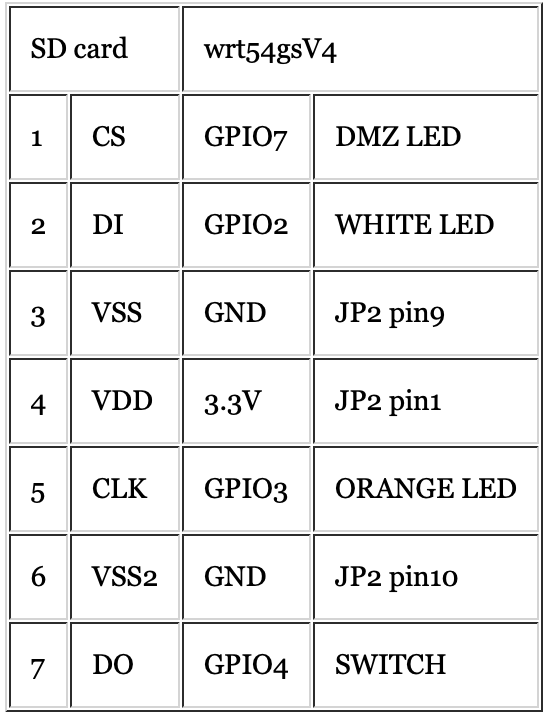 SD card wrt54gsV4
1 CS GPIO7 DMZ LED
2 DI GPIO2 WHITE LED
3 VSS GND JP2 pin9
4 VDD 3.3V JP2 pin1
5 CLK GPIO3 ORANGE LED
6 VSS2 GND JP2 pin10
7 DO GPIO4 SWITCH